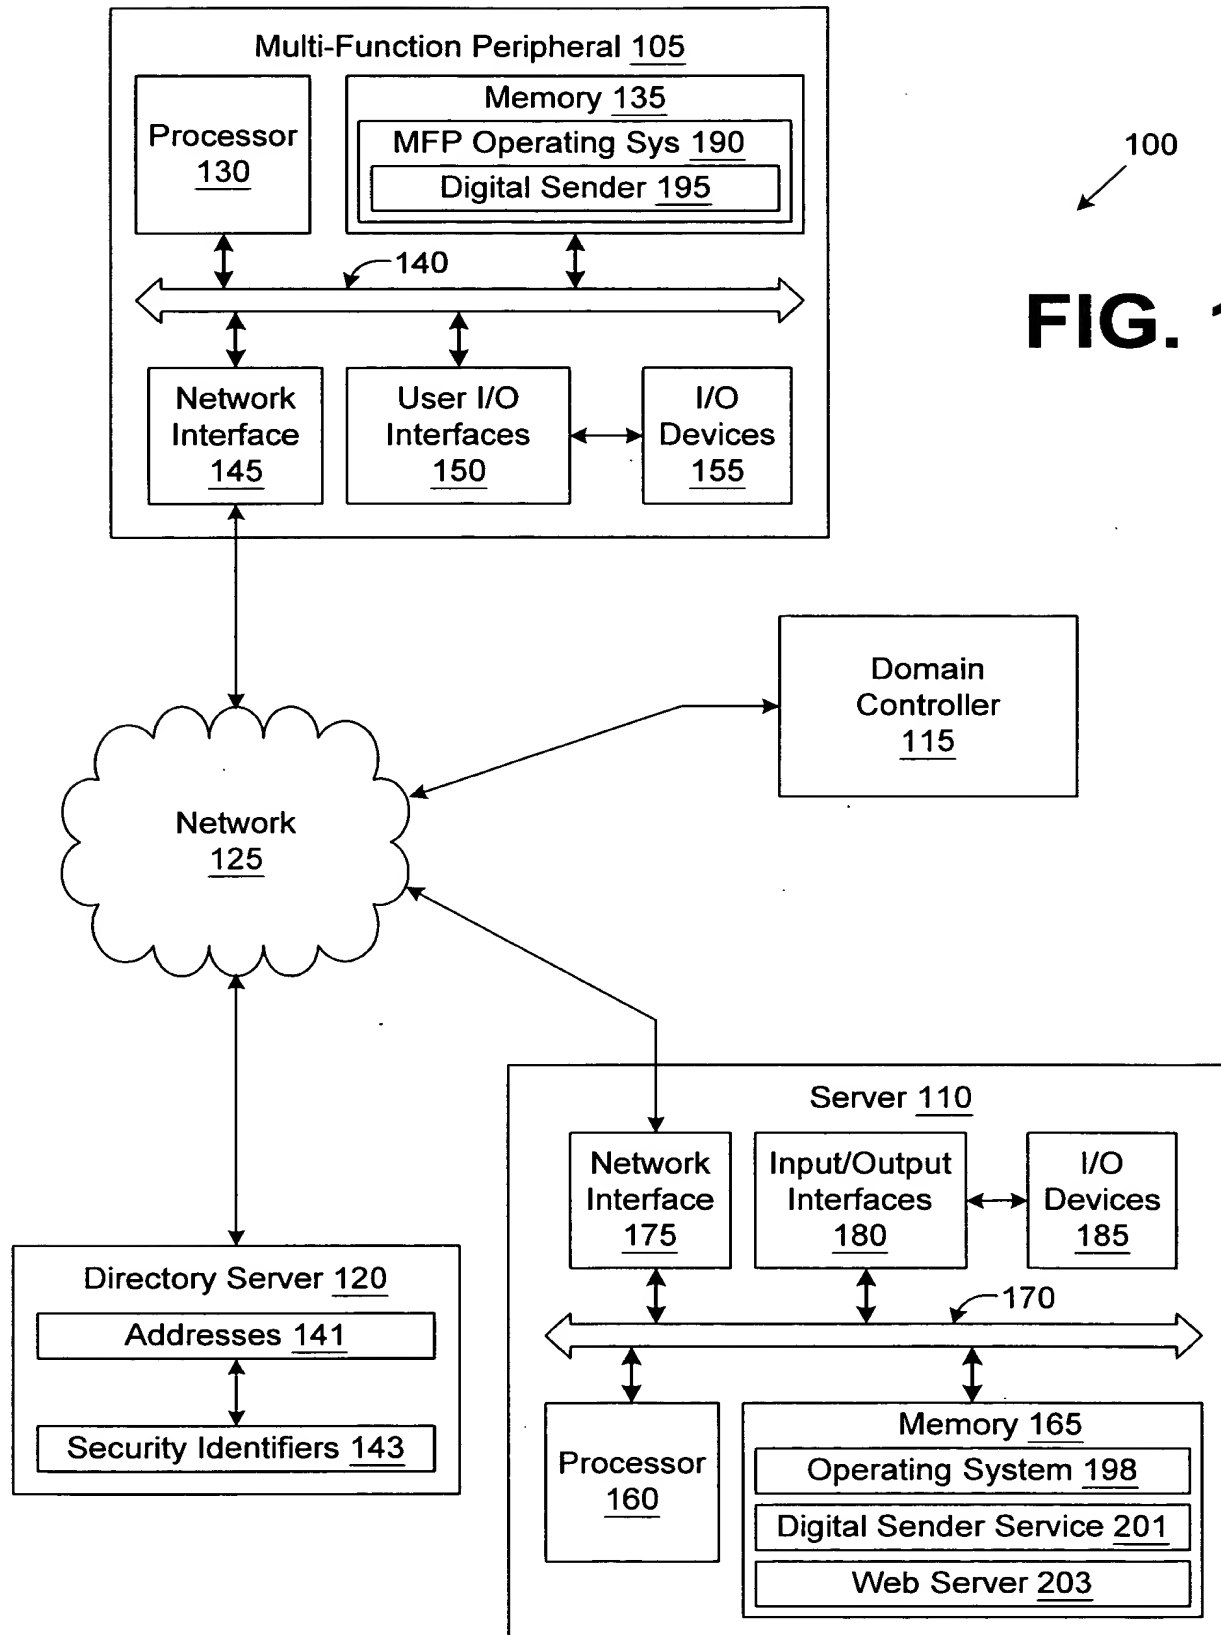 Multi-Function Peripheral 105
Processor
130
Memory 135
MFP Operating Sys 190
Digital Sender 195
140
Network
Interface
145
User I/O
Interfaces
150
I/O
Devices
155
100
FIG. 1
Domain
Controller
115
Network
125
Directory Server 120
Addresses 141
Security Identifiers 143
Server 110
Network
Interface
175
Input/Output
Interfaces
180
I/O
Devices
185
170
Processor
160
Memory 165
Operating System 198
Digital Sender Service 201
Web Server 203